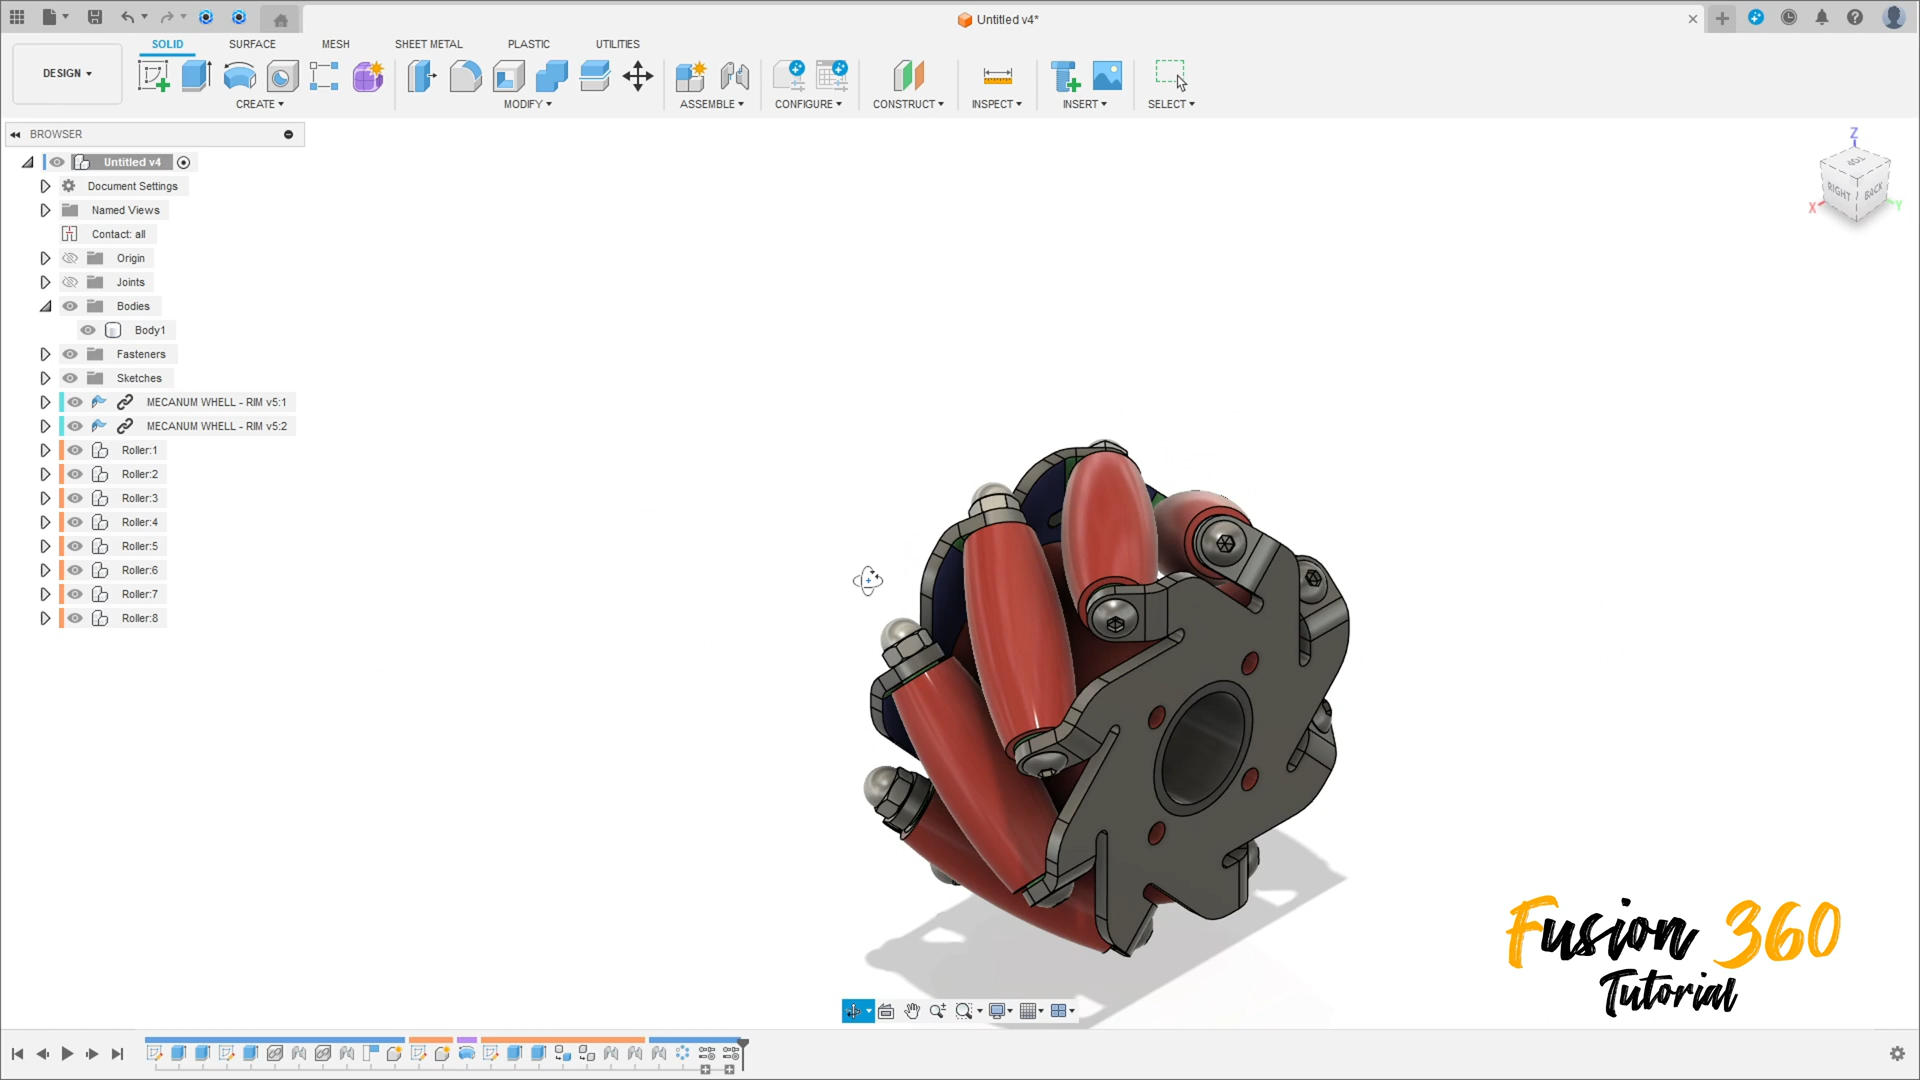 Untitled v4*
SOLID SURFACE MESH SHEET METAL PLASTIC UTILITIES
DESIGN
CREATE MODIFY ASSEMBLE CONFIGURE CONSTRUCT INSPECT INSERT SELECT
BROWSER
Untitled v4
Document Settings
Named Views
Contact: all
Origin
Joints
Bodies
Body1
Fasteners
Sketches
MECANUM WHELL - RIM v5:1
MECANUM WHELL - RIM v5:2
Roller:1
Roller:2
Roller:3
Roller:4
Roller:5
Roller:6
Roller:7
Roller:8
Z
TOP
RIGHT BACK
X Y
Fusion 360
Tutorial